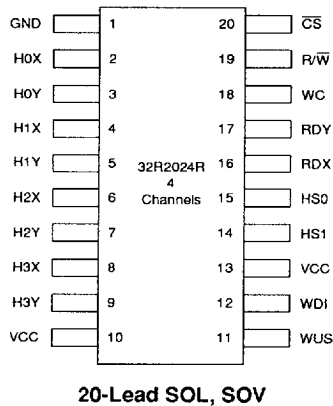 GND 1 20 C̅S̅
H0X 2 19 R/W̅
H0Y 3 18 WC
H1X 4 17 RDY
H1Y 5 16 RDX
32R2024R
4
Channels
H2X 6 15 HS0
H2Y 7 14 HS1
H3X 8 13 VCC
H3Y 9 12 WDI
VCC 10 11 WUS
20-Lead SOL, SOV